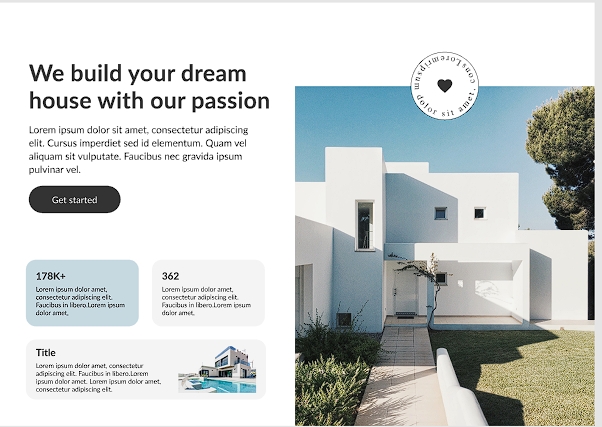 We build your dream
house with our passion
Lorem ipsum dolor sit amet, consectetur adipiscing
elit. Cursus imperdiet sed id elementum. Quam vel
aliquam sit vulputate. Faucibus nec gravida ipsum
pulvinar vel.
Get started
consLoremripsum
dolor sit amet.
178K+
Lorem ipsum dolor amet,
consectetur adipiscing elit.
Faucibus in libero.Lorem ipsum
dolor amet,
362
Lorem ipsum dolor amet,
consectetur adipiscing elit.
Faucibus in libero.Lorem ipsum
dolor amet,
Title
Lorem ipsum dolor amet, consectetur
adipiscing elit. Faucibus in libero.Lorem
ipsum dolor amet. Lorem ipsum dolor amet,
consectetur adipiscing elit.